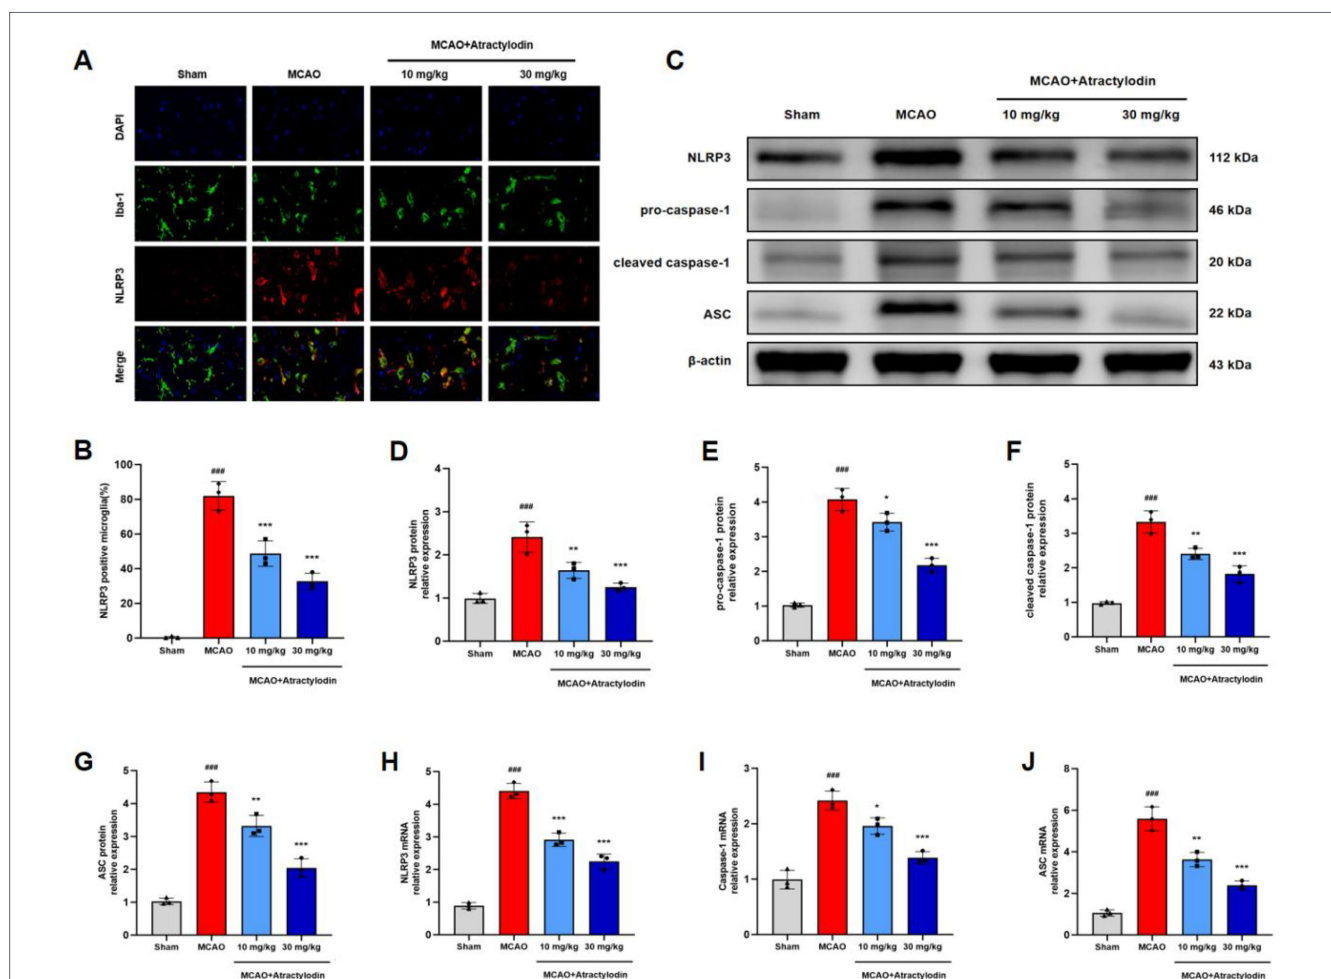 A
MCAO+Atractylodin
Sham MCAO 10 mg/kg 30 mg/kg
DAPI
Iba-1
NLRP3
Merge
C
MCAO+Atractylodin
Sham MCAO 10 mg/kg 30 mg/kg
NLRP3 112 kDa
pro-caspase-1 46 kDa
cleaved caspase-1 20 kDa
ASC 22 kDa
β-actin 43 kDa
B
NLRP3 positive microglia(%)
100
80
60
40
20
0
###
***
***
Sham MCAO 10 mg/kg 30 mg/kg
MCAO+Atractylodin
D
NLRP3 protein
relative expression
4
3
2
1
0
###
**
***
Sham MCAO 10 mg/kg 30 mg/kg
MCAO+Atractylodin
E
pro-caspase-1 protein
relative expression
5
4
3
2
1
0
###
*
***
Sham MCAO 10 mg/kg 30 mg/kg
MCAO+Atractylodin
F
cleaved caspase-1 protein
relative expression
5
4
3
2
1
0
###
**
***
Sham MCAO 10 mg/kg 30 mg/kg
MCAO+Atractylodin
G
ASC protein
relative expression
5
4
3
2
1
0
###
**
***
Sham MCAO 10 mg/kg 30 mg/kg
MCAO+Atractylodin
H
NLRP3 mRNA
relative expression
5
4
3
2
1
0
###
***
***
Sham MCAO 10 mg/kg 30 mg/kg
MCAO+Atractylodin
I
Caspase-1 mRNA
relative expression
3
2
1
0
###
*
***
Sham MCAO 10 mg/kg 30 mg/kg
MCAO+Atractylodin
J
ASC mRNA
relative expression
8
6
4
2
0
###
**
***
Sham MCAO 10 mg/kg 30 mg/kg
MCAO+Atractylodin